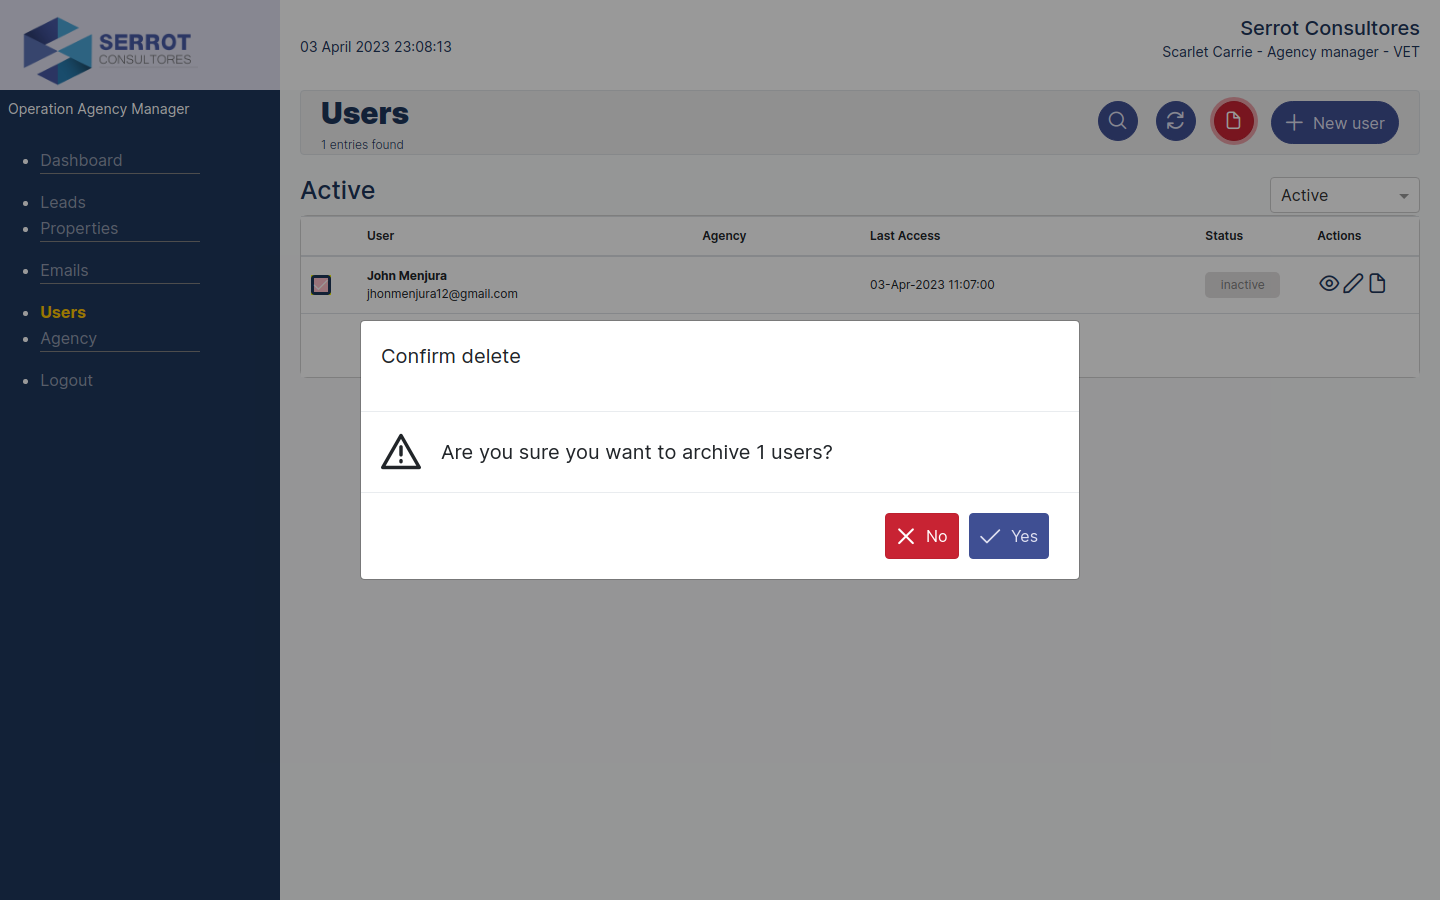 SERROT
CONSULTORES
03 April 2023 23:08:13
Serrot Consultores
Scarlet Carrie - Agency manager - VET
Operation Agency Manager
Dashboard
Leads
Properties
Emails
Users
Agency
Logout
Users
1 entries found
New user
Active
Active
User Agency Last Access Status Actions
John Menjura
jhonmenjura12@gmail.com
03-Apr-2023 11:07:00
inactive
Confirm delete
Are you sure you want to archive 1 users?
No
Yes